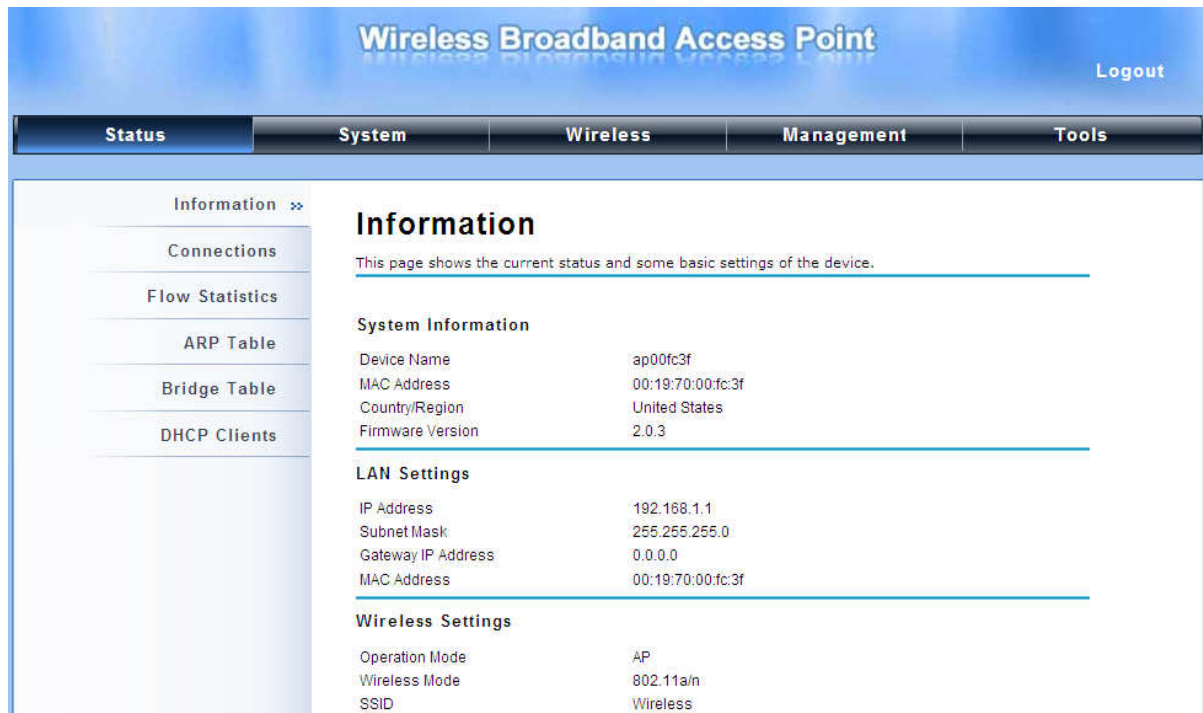 Wireless Broadband Access Point
Logout
Status System Wireless Management Tools
Information »
Connections
Flow Statistics
ARP Table
Bridge Table
DHCP Clients
Information
This page shows the current status and some basic settings of the device.
System Information
Device Name ap00fc3f
MAC Address 00:19:70:00:fc:3f
Country/Region United States
Firmware Version 2.0.3
LAN Settings
IP Address 192.168.1.1
Subnet Mask 255.255.255.0
Gateway IP Address 0.0.0.0
MAC Address 00:19:70:00:fc:3f
Wireless Settings
Operation Mode AP
Wireless Mode 802.11a/n
SSID Wireless